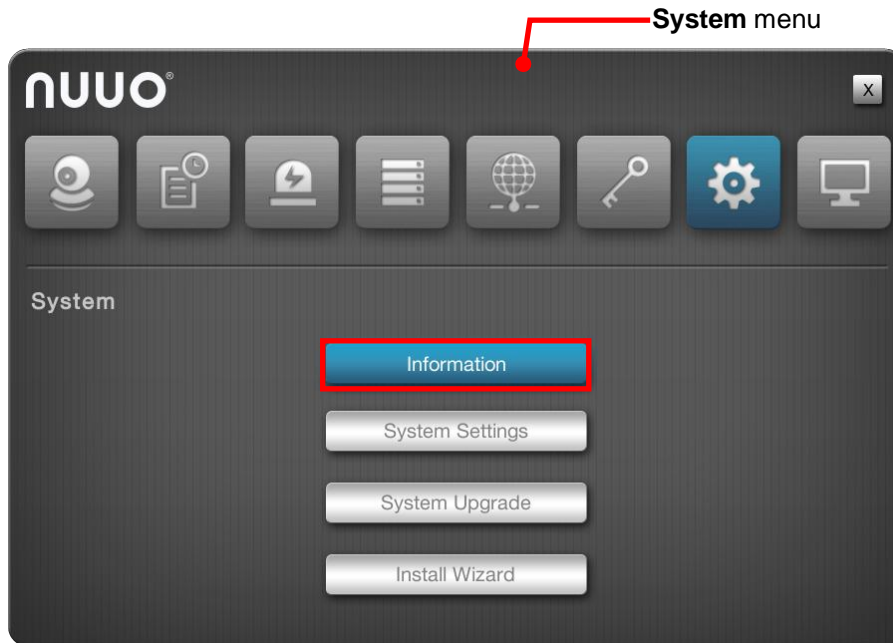 System menu
nuuo®
X
System
Information
System Settings
System Upgrade
Install Wizard